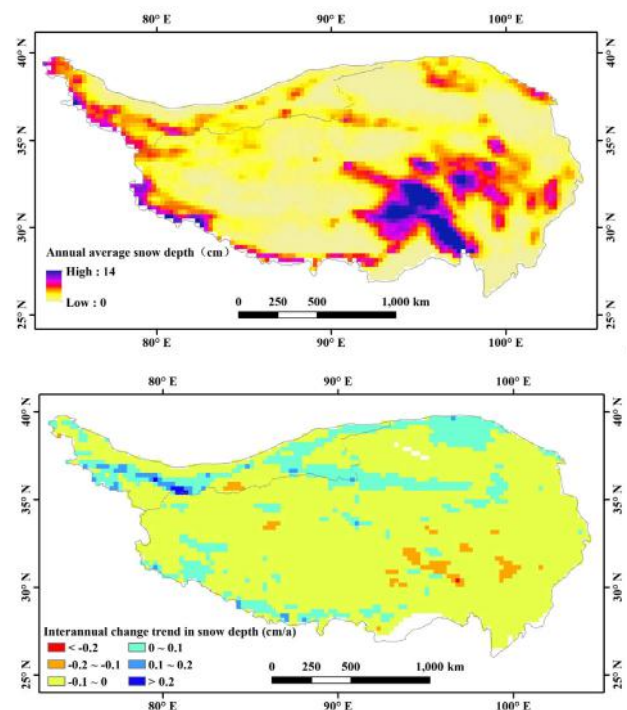 80° E 90° E 100° E
40° N 40° N
35° N 35° N
30° N 30° N
25° N 25° N
Annual average snow depth（cm）
High : 14
Low : 0
0 250 500 1,000 km
80° E 90° E 100° E
80° E 90° E 100° E
40° N 40° N
35° N 35° N
30° N 30° N
25° N 25° N
Interannual change trend in snow depth (cm/a)
< -0.2 0 ~ 0.1
-0.2 ~ -0.1 0.1 ~ 0.2
-0.1 ~ 0 > 0.2
0 250 500 1,000 km
80° E 90° E 100° E